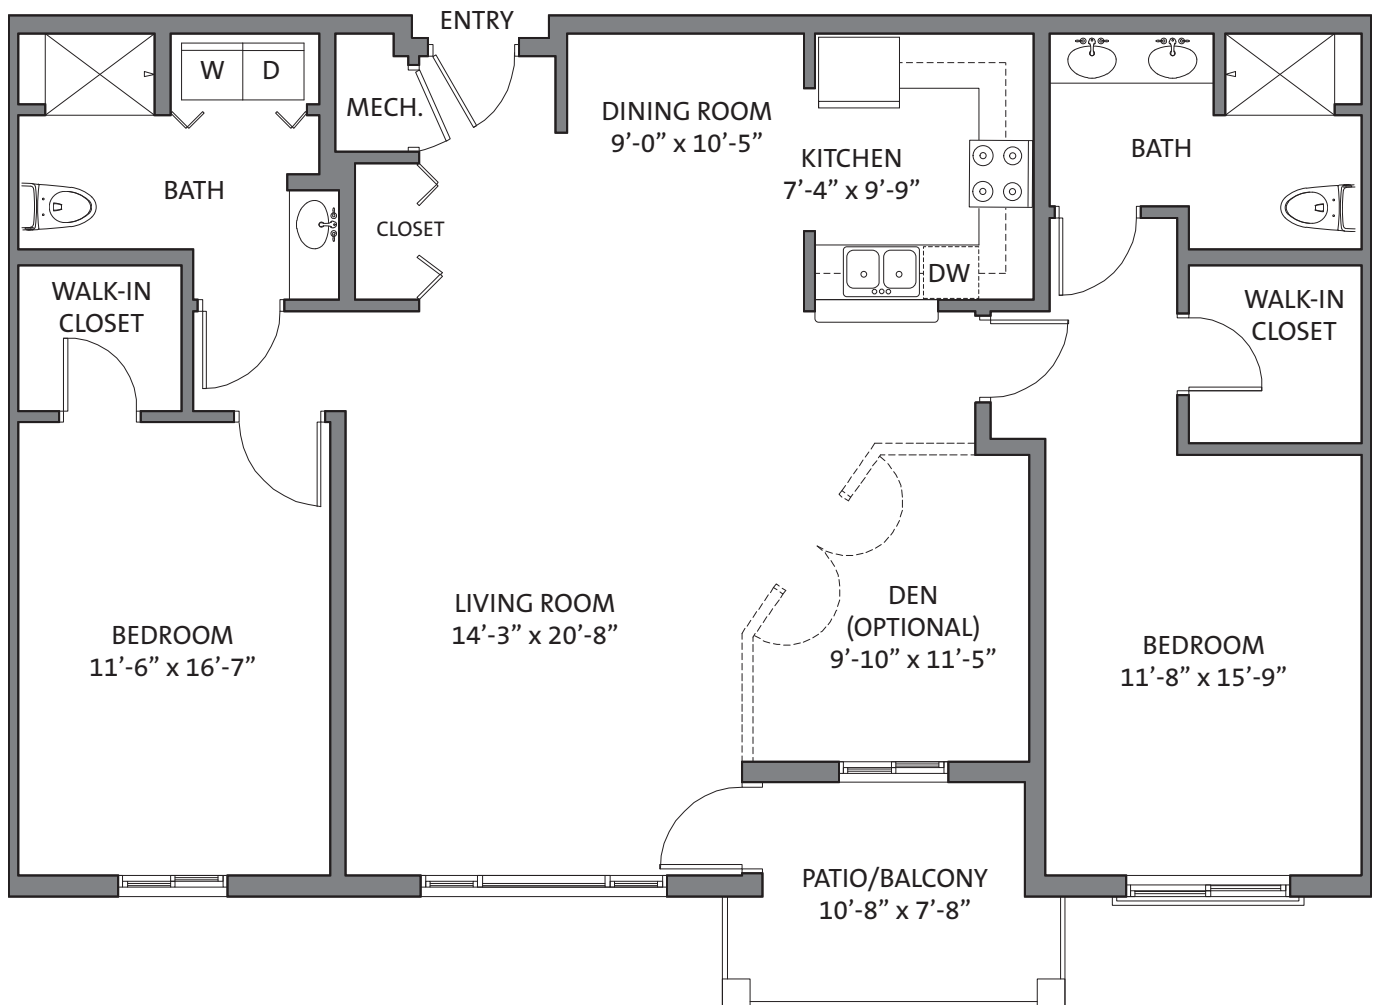 ENTRY
W D
MECH.
DINING ROOM
9’-0” x 10’-5”
KITCHEN
7’-4” x 9’-9”
BATH
BATH
CLOSET
DW
WALK-IN
CLOSET
WALK-IN
CLOSET
LIVING ROOM
14’-3” x 20’-8”
DEN
(OPTIONAL)
9’-10” x 11’-5”
BEDROOM
11’-6” x 16’-7”
BEDROOM
11’-8” x 15’-9”
PATIO/BALCONY
10’-8” x 7’-8”